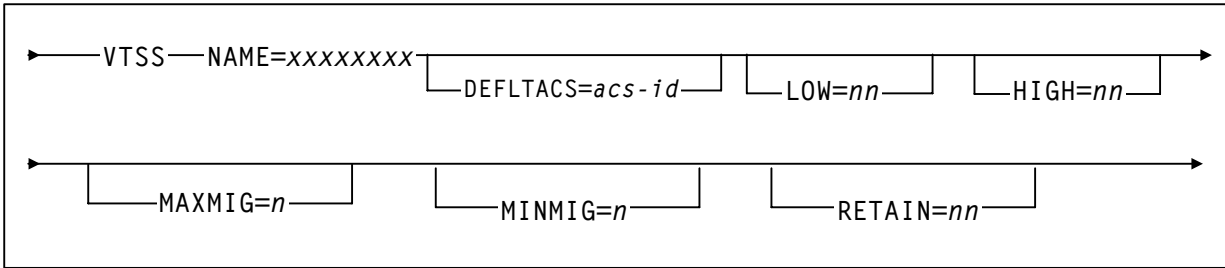 VTSS NAME=xxxxxxxx
DEFLTACS=acs-id
LOW=nn
HIGH=nn
MAXMIG=n
MINMIG=n
RETAIN=nn